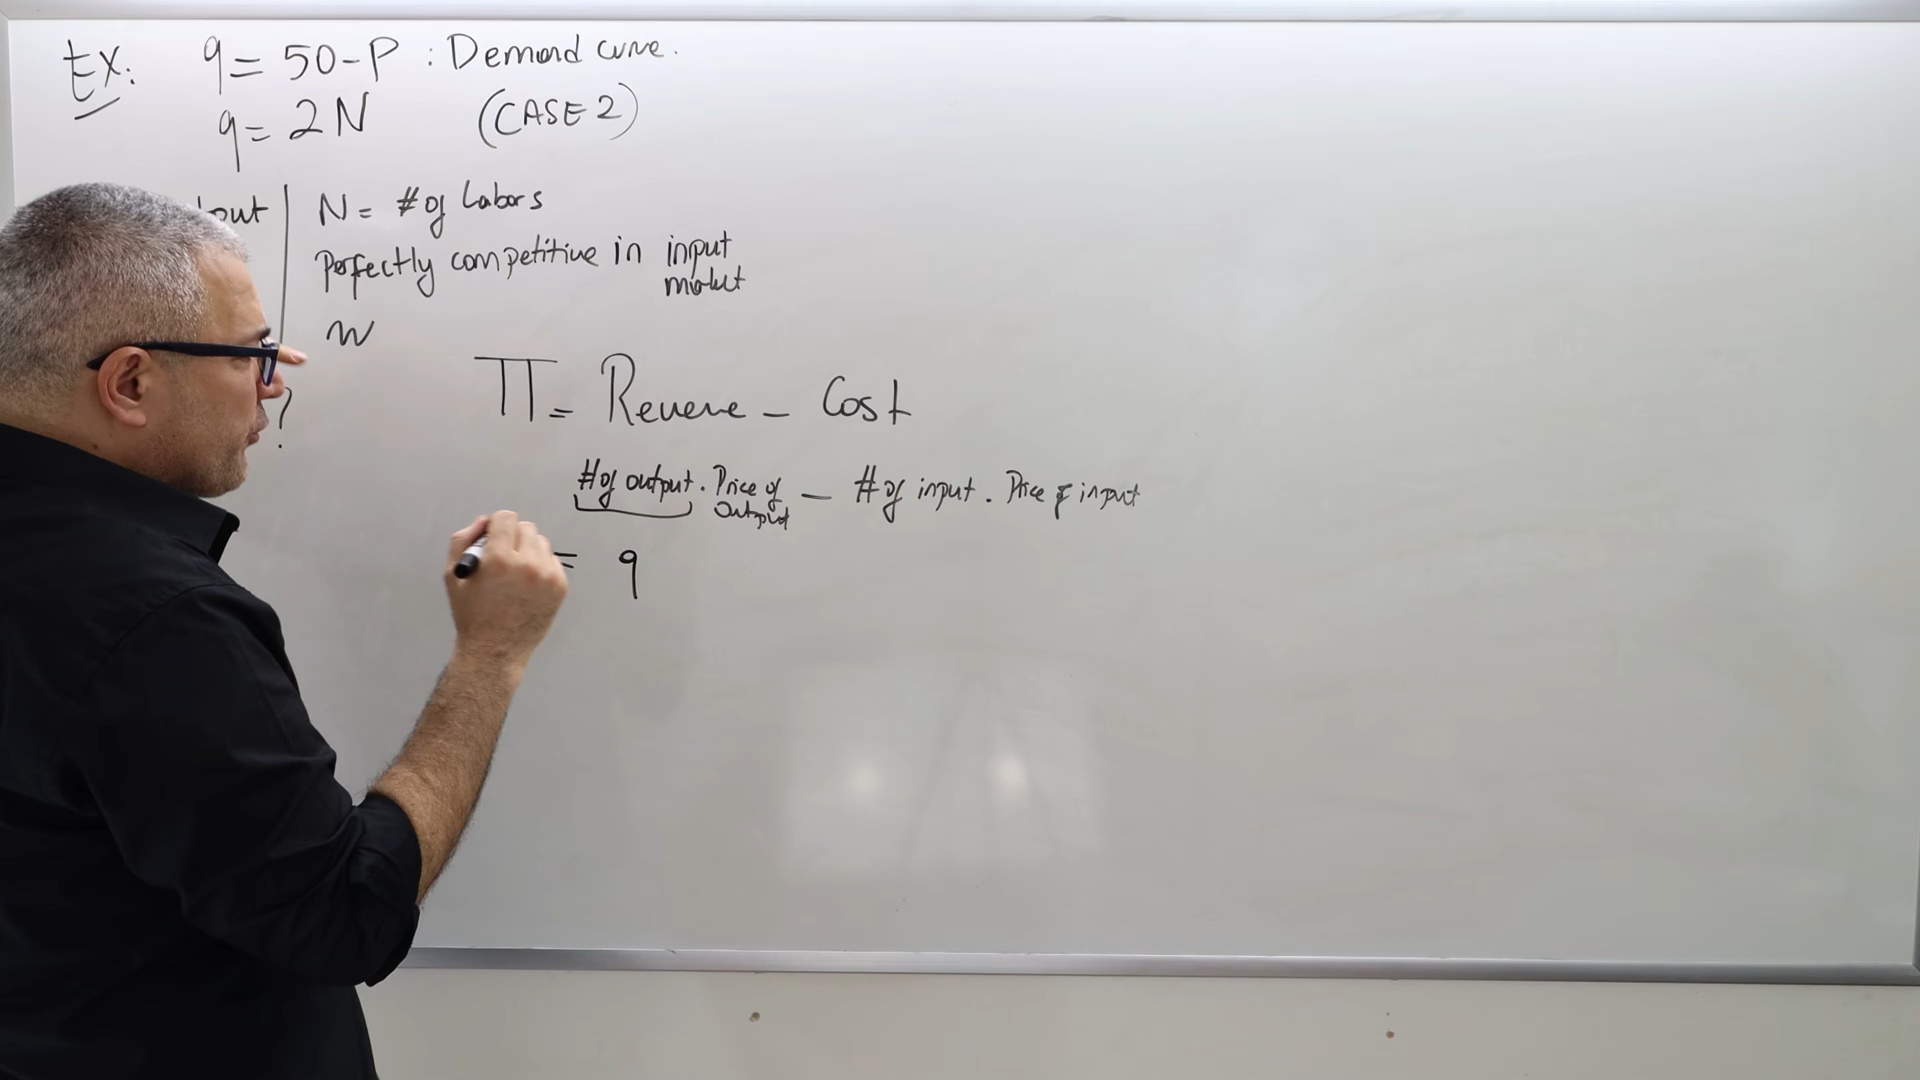 Ex: q = 50-P : Demand curve.
q = 2N (CASE 2)
N = # of Labors
Perfectly competitive in input
market
W
?
Π = Revenue - Cost
# of output . Price of output - # of input . Price of input
= q